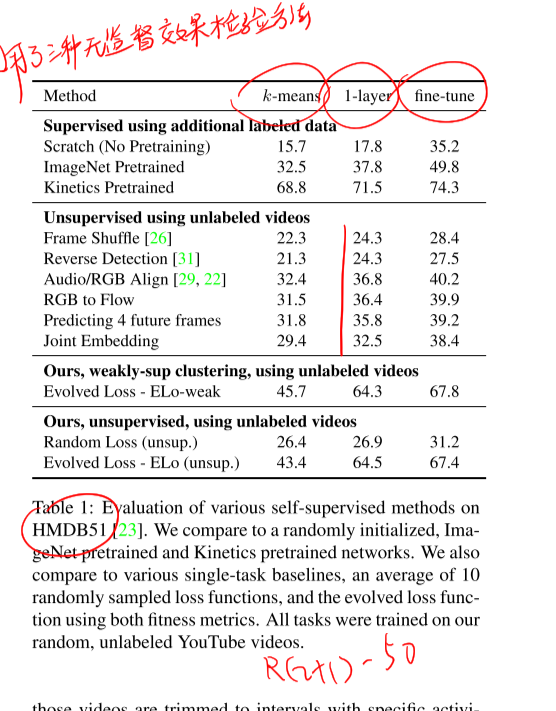 用了三种无监督效果检验方法
Method k-means 1-layer fine-tune
Supervised using additional labeled data
Scratch (No Pretraining) 15.7 17.8 35.2
ImageNet Pretrained 32.5 37.8 49.8
Kinetics Pretrained 68.8 71.5 74.3
Unsupervised using unlabeled videos
Frame Shuffle [26] 22.3 24.3 28.4
Reverse Detection [31] 21.3 24.3 27.5
Audio/RGB Align [29, 22] 32.4 36.8 40.2
RGB to Flow 31.5 36.4 39.9
Predicting 4 future frames 31.8 35.8 39.2
Joint Embedding 29.4 32.5 38.4
Ours, weakly-sup clustering, using unlabeled videos
Evolved Loss - ELo-weak 45.7 64.3 67.8
Ours, unsupervised, using unlabeled videos
Random Loss (unsup.) 26.4 26.9 31.2
Evolved Loss - ELo (unsup.) 43.4 64.5 67.4
Table 1: Evaluation of various self-supervised methods on
HMDB51 [23]. We compare to a randomly initialized, Ima-
geNet pretrained and Kinetics pretrained networks. We also
compare to various single-task baselines, an average of 10
randomly sampled loss functions, and the evolved loss func-
tion using both fitness metrics. All tasks were trained on our
random, unlabeled YouTube videos.
R(2+1)-50
those videos are trimmed to intervals with specific activi-